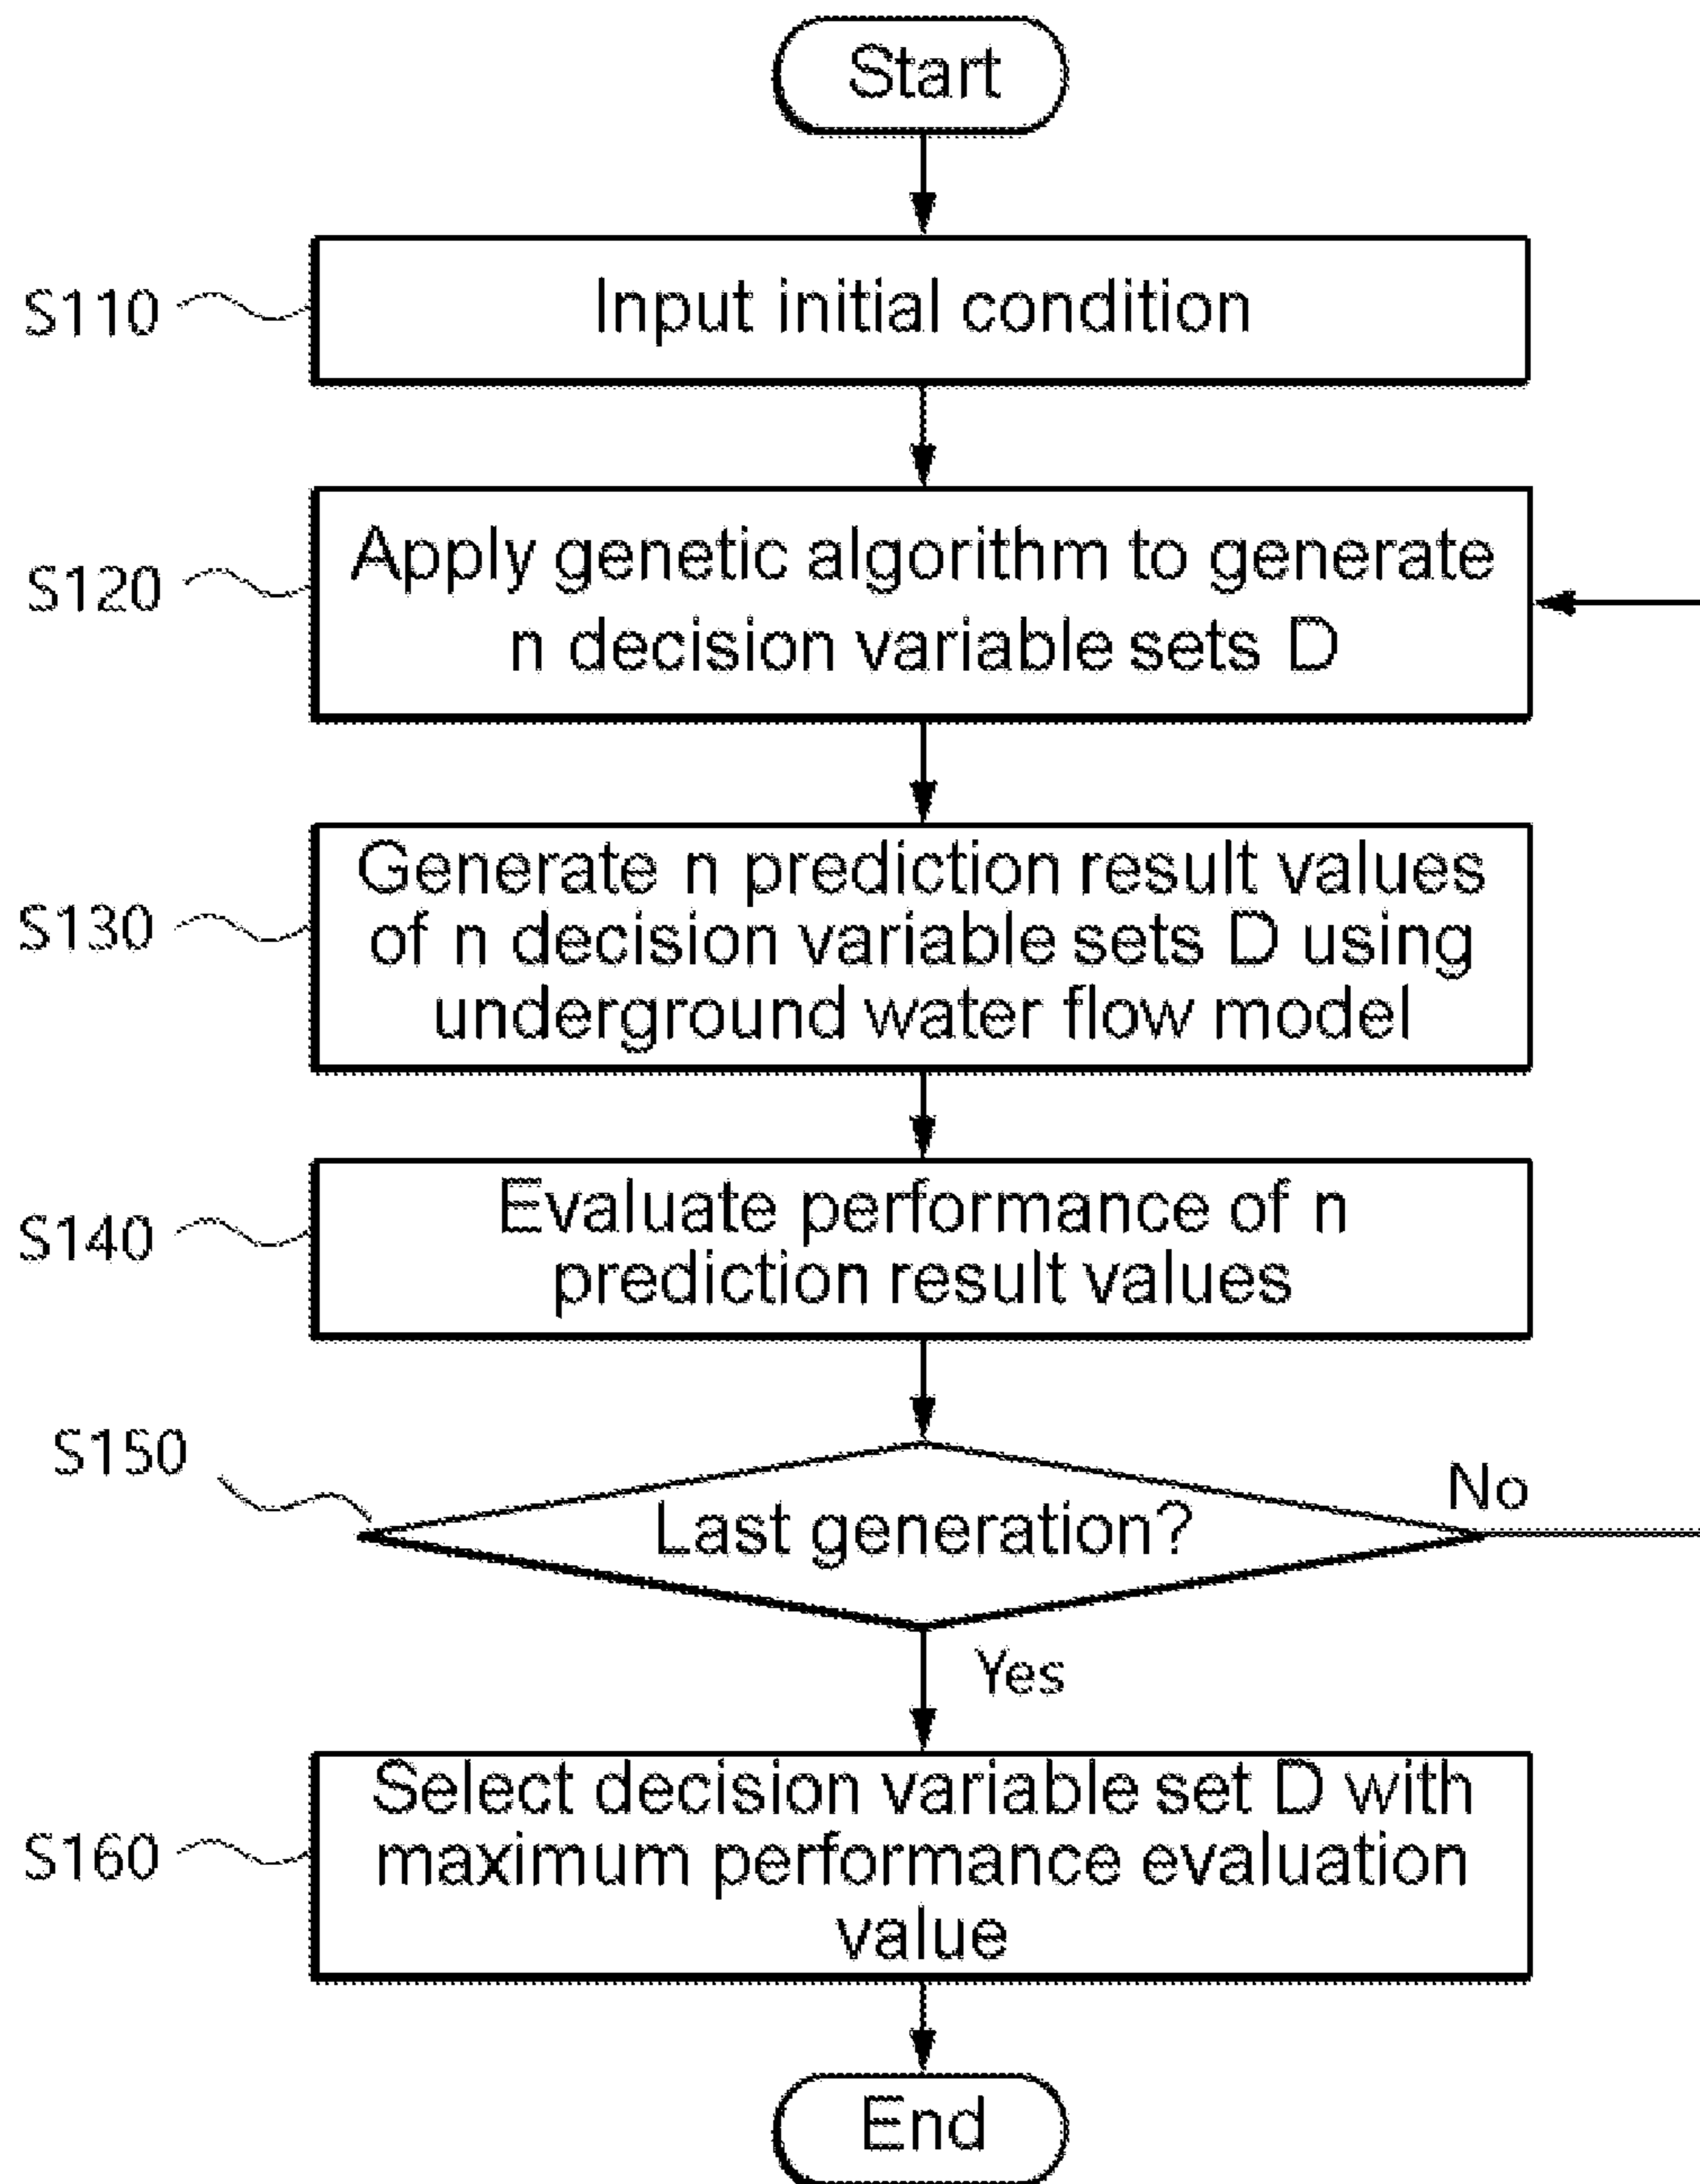 Start
S110
Input initial condition
S120
Apply genetic algorithm to generate
n decision variable sets D
S130
Generate n prediction result values
of n decision variable sets D using
underground water flow model
S140
Evaluate performance of n
prediction result values
S150
Last generation?
No
Yes
S160
Select decision variable set D with
maximum performance evaluation
value
End